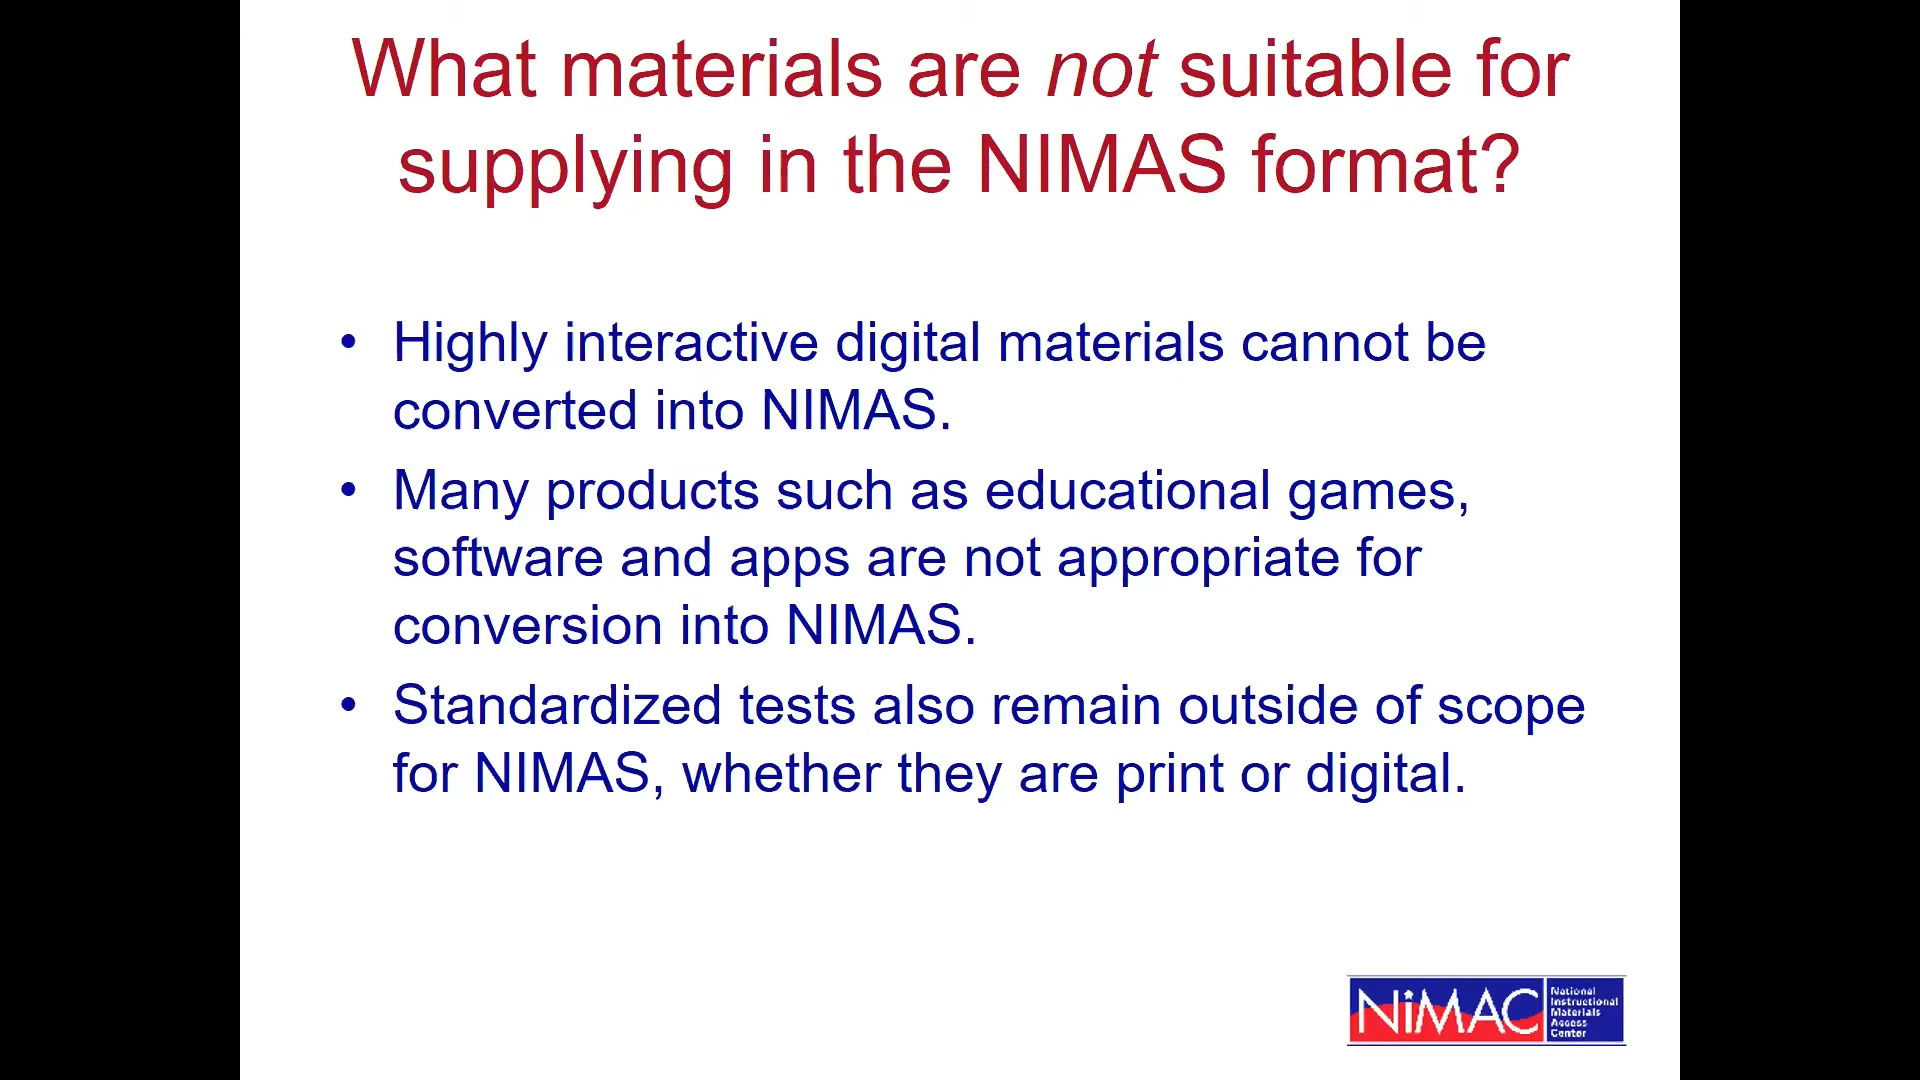 What materials are not suitable for
supplying in the NIMAS format?
• Highly interactive digital materials cannot be
converted into NIMAS.
• Many products such as educational games,
software and apps are not appropriate for
conversion into NIMAS.
• Standardized tests also remain outside of scope
for NIMAS, whether they are print or digital.
NiMAC
National
Instructional
Materials
Access
Center